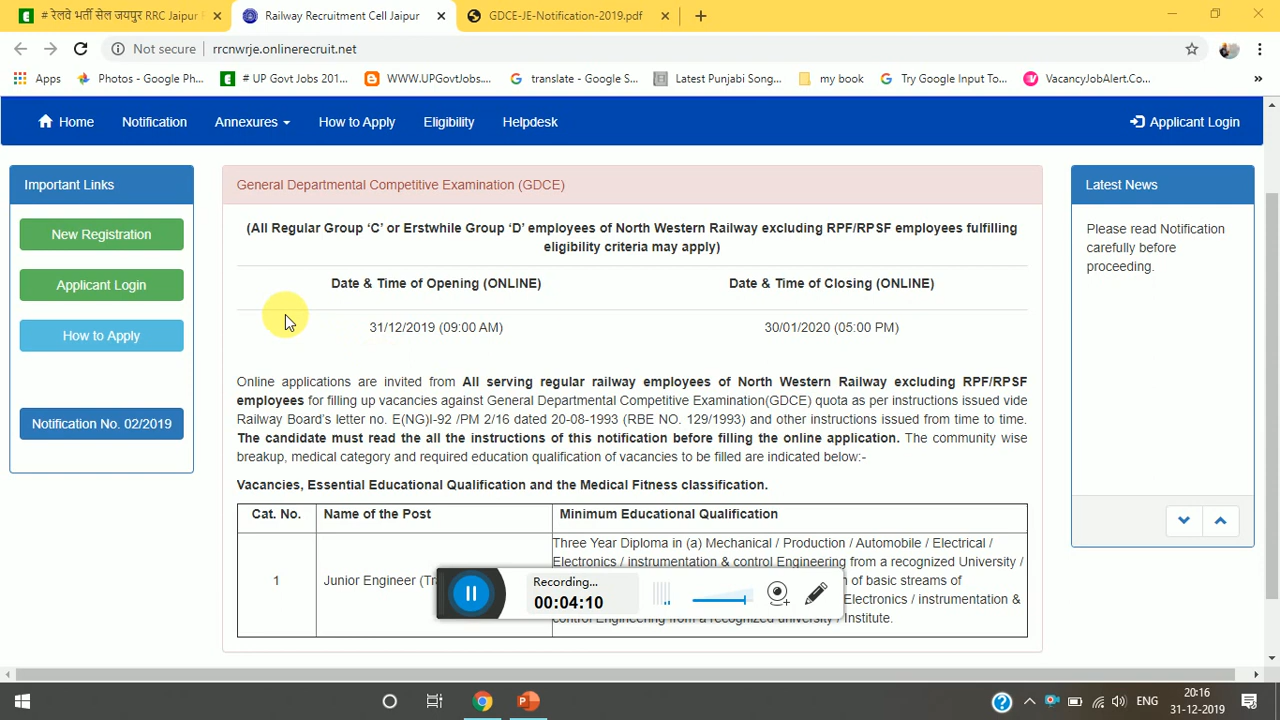 # रेलवे भर्ती सेल जयपुर RRC Jaipur
Railway Recruitment Cell Jaipur
GDCE-JE-Notification-2019.pdf
Not secure
rrcnwrje.onlinerecruit.net
Apps
Photos - Google Ph...
# UP Govt Jobs 201...
WWW.UPGovtJobs....
translate - Google S...
Latest Punjabi Song...
my book
Try Google Input To...
VacancyJobAlert.Co...
Home
Notification
Annexures
How to Apply
Eligibility
Helpdesk
Applicant Login
Important Links
New Registration
Applicant Login
How to Apply
Notification No. 02/2019
General Departmental Competitive Examination (GDCE)
(All Regular Group ‘C’ or Erstwhile Group ‘D’ employees of North Western Railway excluding RPF/RPSF employees fulfilling
eligibility criteria may apply)
Date & Time of Opening (ONLINE)
Date & Time of Closing (ONLINE)
31/12/2019 (09:00 AM)
30/01/2020 (05:00 PM)
Online applications are invited from All serving regular railway employees of North Western Railway excluding RPF/RPSF
employees for filling up vacancies against General Departmental Competitive Examination(GDCE) quota as per instructions issued vide
Railway Board's letter no. E(NG)I-92 /PM 2/16 dated 20-08-1993 (RBE NO. 129/1993) and other instructions issued from time to time.
The candidate must read the all the instructions of this notification before filling the online application. The community wise
breakup, medical category and required education qualification of vacancies to be filled are indicated below:-
Vacancies, Essential Educational Qualification and the Medical Fitness classification.
Cat. No.
Name of the Post
Minimum Educational Qualification
1
Junior Engineer
Three Year Diploma in (a) Mechanical / Production / Automobile / Electrical /
Electronics / instrumentation & control Engineering from a recognized University /
n of basic streams of
Electronics / instrumentation &
control Engineering from a recognized university / Institute.
Latest News
Please read Notification
carefully before
proceeding.
Recording...
00:04:10
ENG
20:16
31-12-2019